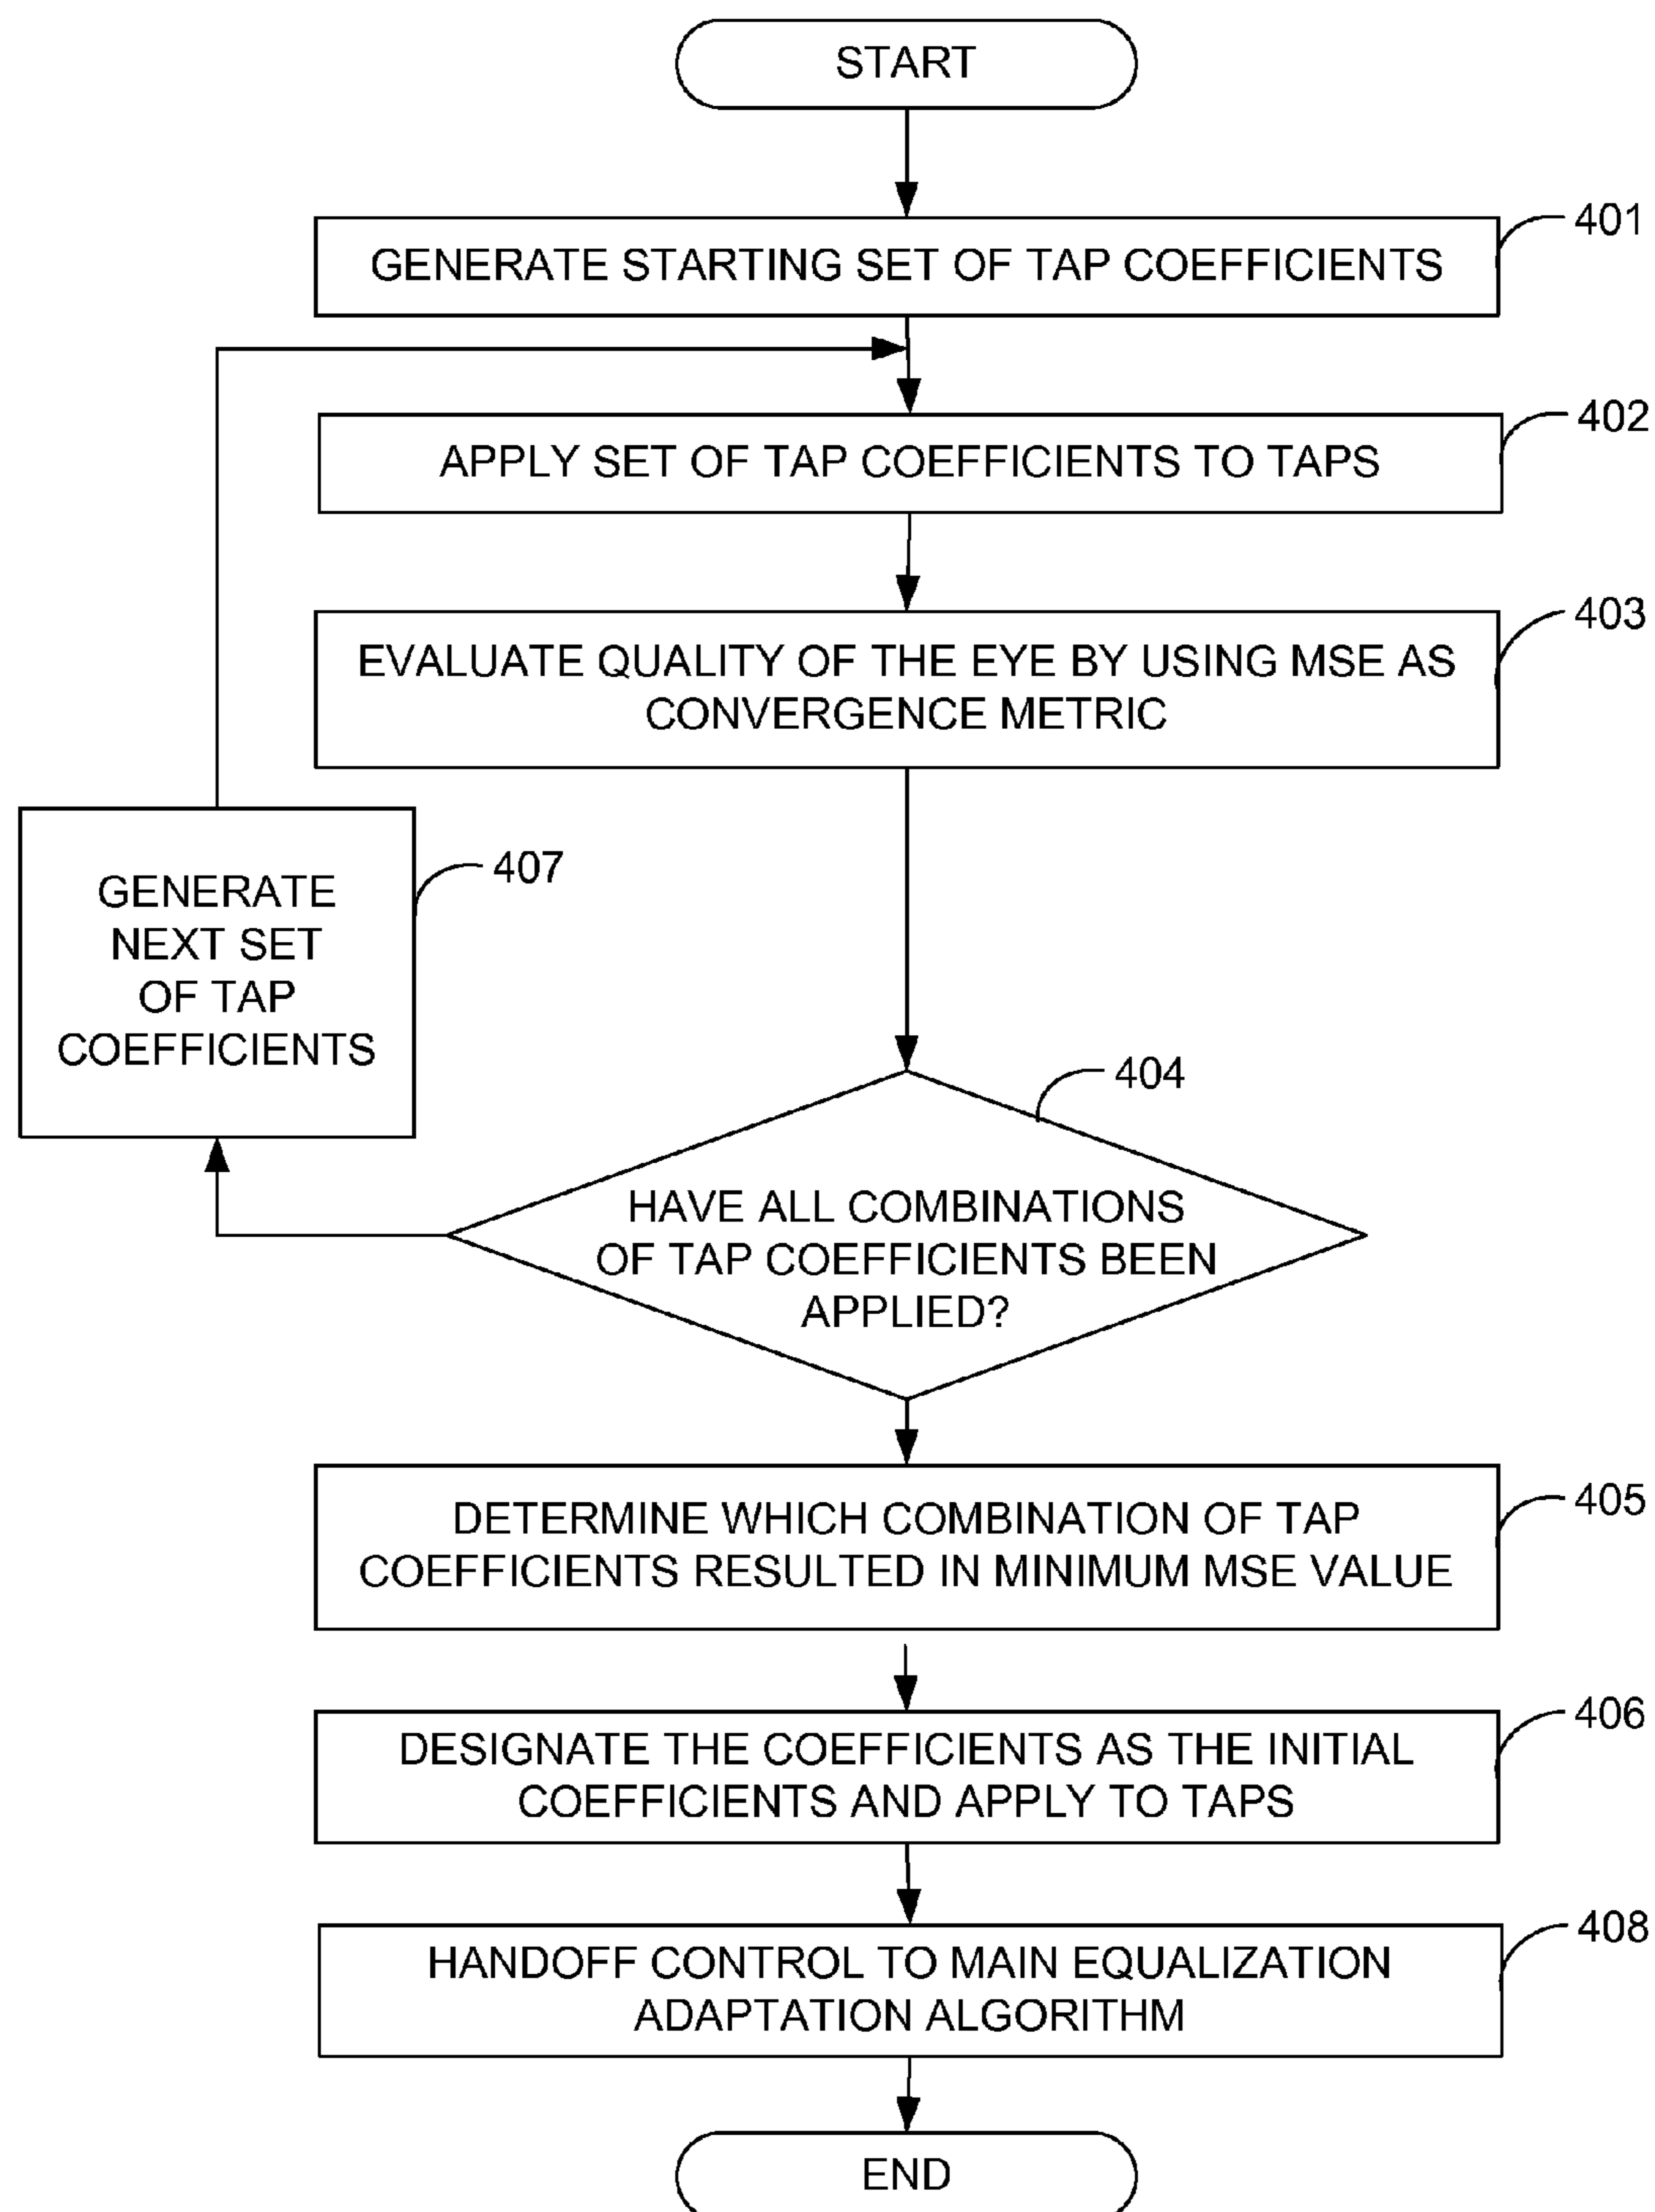 START
401
GENERATE STARTING SET OF TAP COEFFICIENTS
402
APPLY SET OF TAP COEFFICIENTS TO TAPS
403
EVALUATE QUALITY OF THE EYE BY USING MSE AS
CONVERGENCE METRIC
407
GENERATE
NEXT SET
OF TAP
COEFFICIENTS
404
HAVE ALL COMBINATIONS
OF TAP COEFFICIENTS BEEN
APPLIED?
405
DETERMINE WHICH COMBINATION OF TAP
COEFFICIENTS RESULTED IN MINIMUM MSE VALUE
406
DESIGNATE THE COEFFICIENTS AS THE INITIAL
COEFFICIENTS AND APPLY TO TAPS
408
HANDOFF CONTROL TO MAIN EQUALIZATION
ADAPTATION ALGORITHM
END